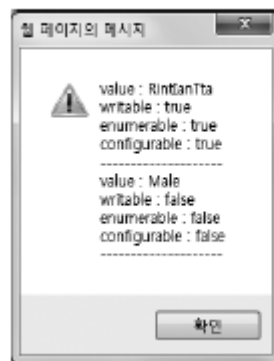 웹 페이지의 메시지
value : RintIanTta
writable : true
enumerable : true
configurable : true
--------------------
value : Male
writable : false
enumerable : false
configurable : false
--------------------
확인